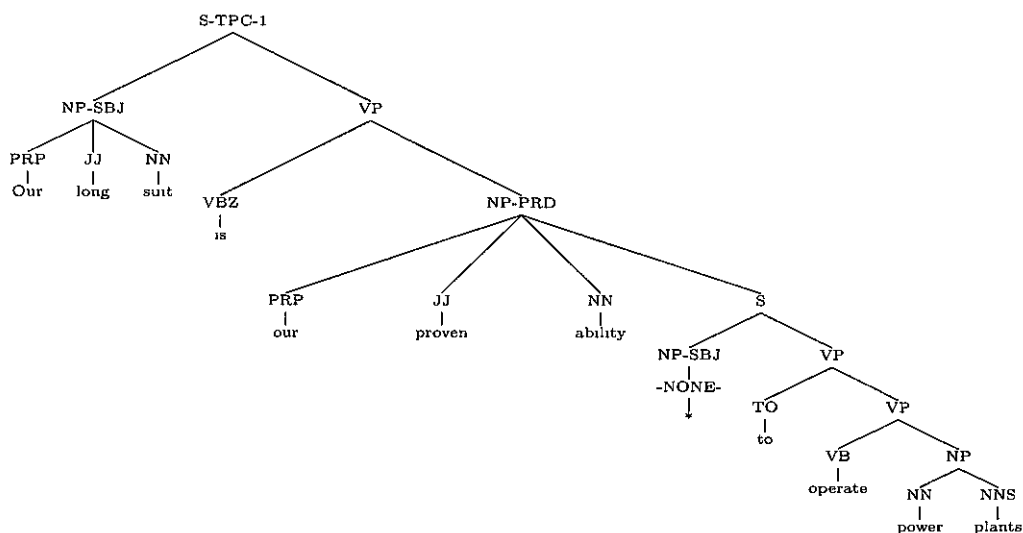 S-TPC-1
NP-SBJ VP
PRP JJ NN
Our long suit
VBZ NP-PRD
is
PRP JJ NN S
our proven ability
NP-SBJ VP
-NONE-
*
TO VP
to
VB NP
operate
NN NNS
power plants